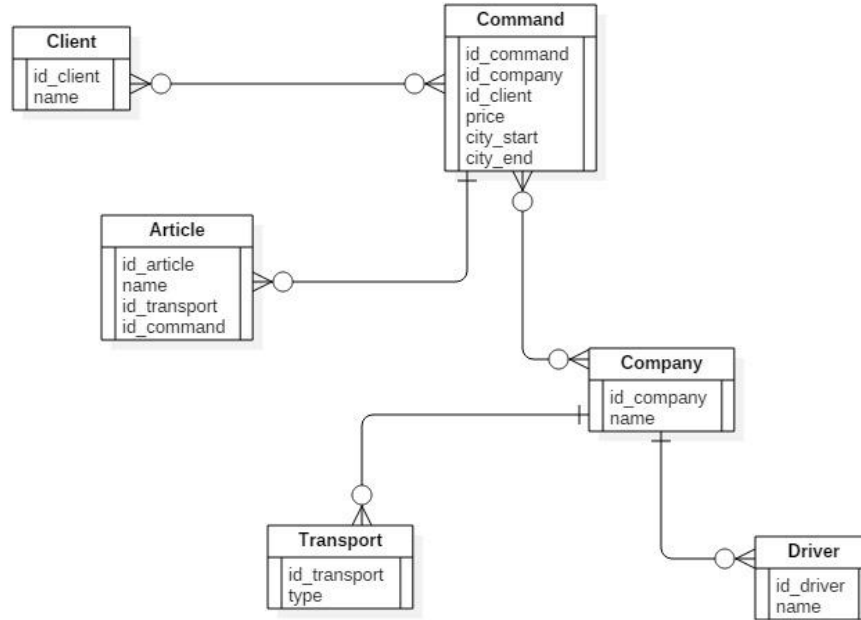 Client
id_client
name
Command
id_command
id_company
id_client
price
city_start
city_end
Article
id_article
name
id_transport
id_command
Company
id_company
name
Transport
id_transport
type
Driver
id_driver
name